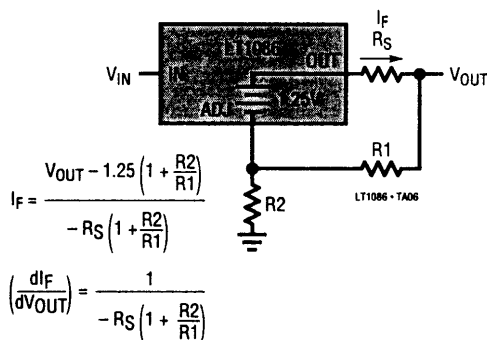 I_F
R_S
LT1086
V_IN
IN
OUT
V_OUT
1.25V
ADJ
R1
LT1086 • TA06
R2
I_F = (V_OUT − 1.25 (1 + R2/R1)) / (− R_S (1 + R2/R1))
(dI_F/dV_OUT) = 1 / (− R_S (1 + R2/R1))